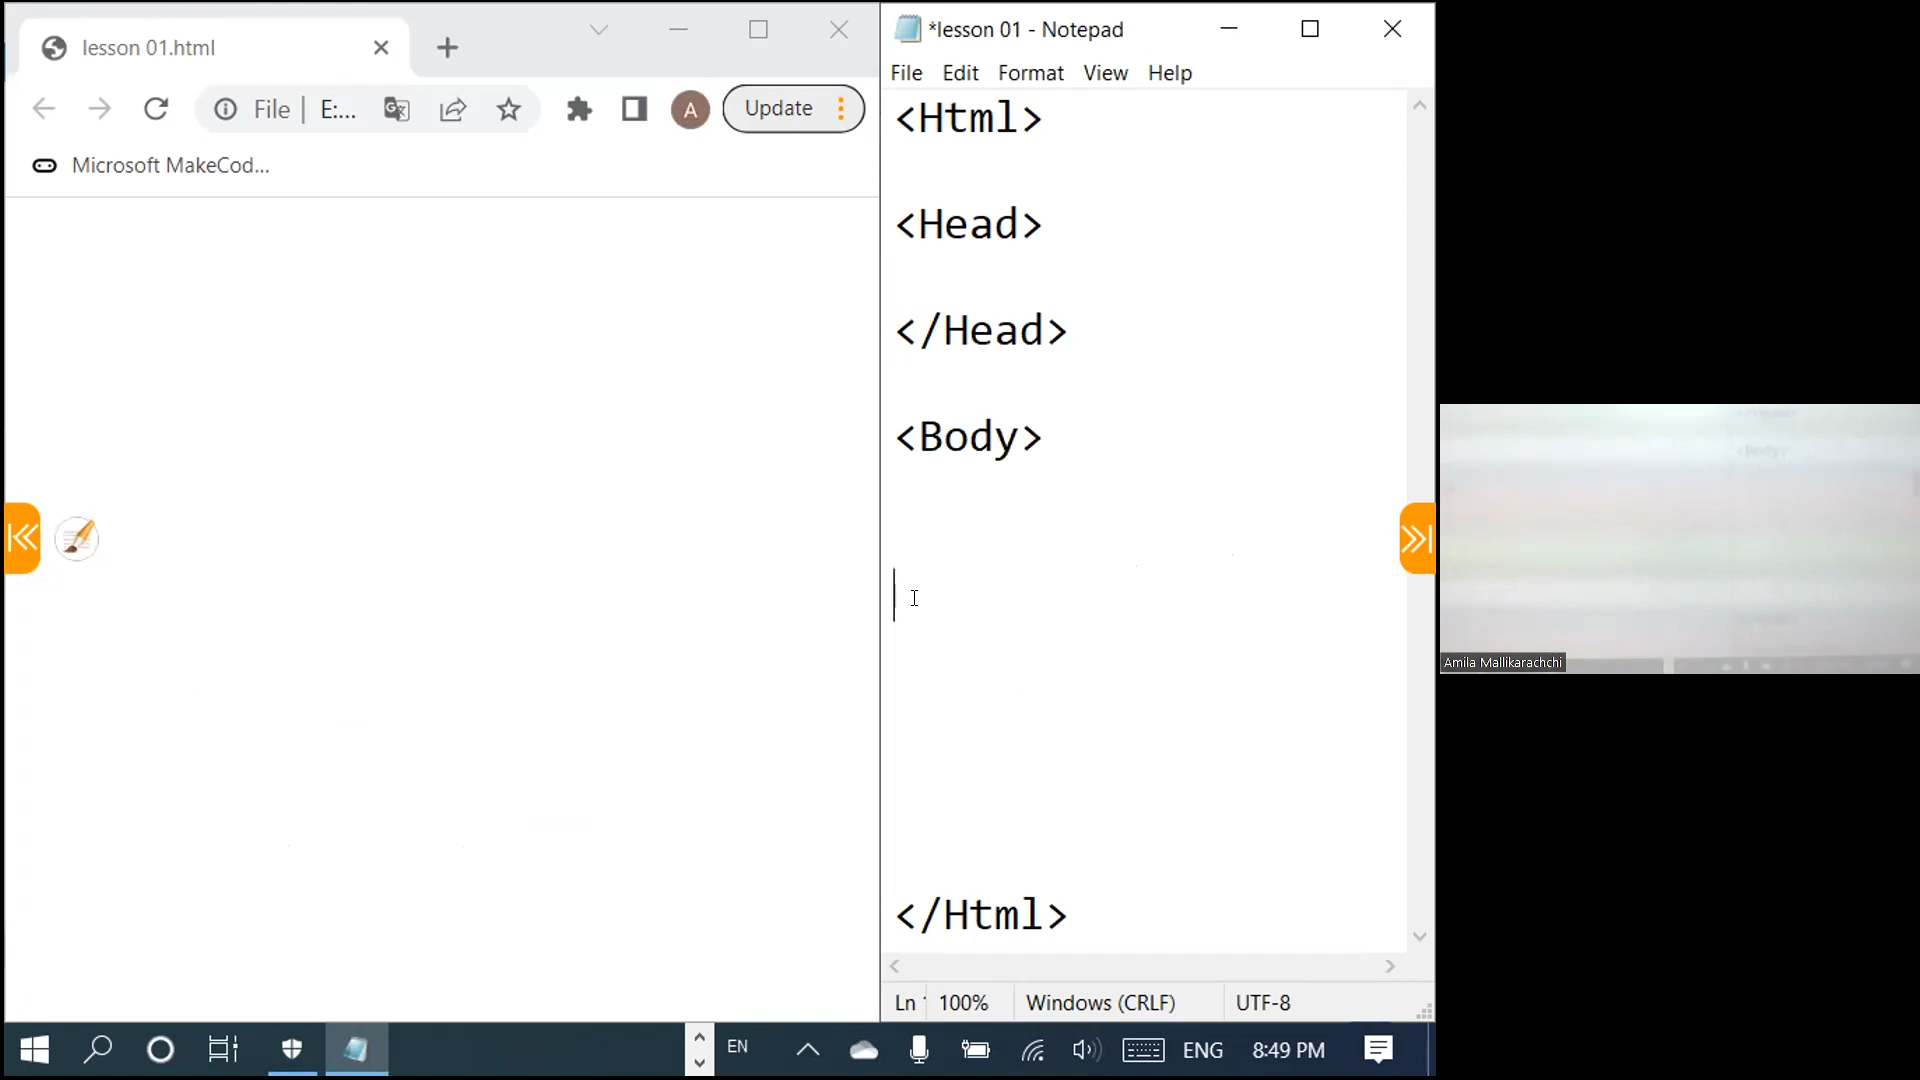 lesson 01.html
File E:...
A
Update
Microsoft MakeCod...
*lesson 01 - Notepad
File Edit Format View Help
<Html>
<Head>
</Head>
<Body>
</Html>
Ln
100%
Windows (CRLF)
UTF-8
Amila Mallikarachchi
EN
ENG
8:49 PM